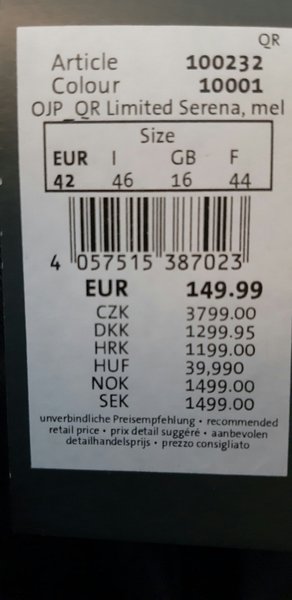 QR
Article 100232
Colour 10001
OJP_QR Limited Serena, mel
Size
EUR I GB F
42 46 16 44
4 057515 387023
EUR 149.99
CZK 3799.00
DKK 1299.95
HRK 1199.00
HUF 39,990
NOK 1499.00
SEK 1499.00
unverbindliche Preisempfehlung • recommended
retail price • prix detail suggéré • aanbevolen
detailhandelsprijs • prezzo consigliato